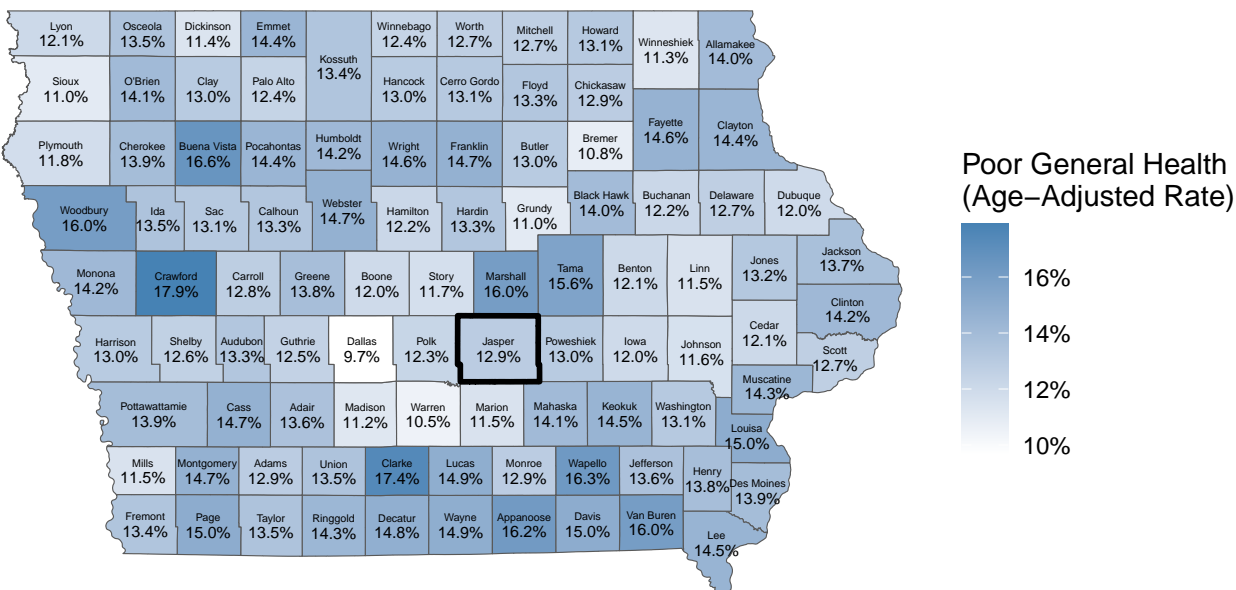 Lyon
12.1%
Osceola
13.5%
Dickinson
11.4%
Emmet
14.4%
Kossuth
13.4%
Winnebago
12.4%
Worth
12.7%
Mitchell
12.7%
Howard
13.1%
Winneshiek
11.3%
Allamakee
14.0%
Sioux
11.0%
O'Brien
14.1%
Clay
13.0%
Palo Alto
12.4%
Hancock
13.0%
Cerro Gordo
13.1%
Floyd
13.3%
Chickasaw
12.9%
Fayette
14.6%
Clayton
14.4%
Plymouth
11.8%
Cherokee
13.9%
Buena Vista
16.6%
Pocahontas
14.4%
Humboldt
14.2%
Wright
14.6%
Franklin
14.7%
Butler
13.0%
Bremer
10.8%
Woodbury
16.0%
Ida
13.5%
Sac
13.1%
Calhoun
13.3%
Webster
14.7%
Hamilton
12.2%
Hardin
13.3%
Grundy
11.0%
Black Hawk
14.0%
Buchanan
12.2%
Delaware
12.7%
Dubuque
12.0%
Monona
14.2%
Crawford
17.9%
Carroll
12.8%
Greene
13.8%
Boone
12.0%
Story
11.7%
Marshall
16.0%
Tama
15.6%
Benton
12.1%
Linn
11.5%
Jones
13.2%
Jackson
13.7%
Clinton
14.2%
Harrison
13.0%
Shelby
12.6%
Audubon
13.3%
Guthrie
12.5%
Dallas
9.7%
Polk
12.3%
Jasper
12.9%
Poweshiek
13.0%
Iowa
12.0%
Johnson
11.6%
Cedar
12.1%
Scott
12.7%
Muscatine
14.3%
Pottawattamie
13.9%
Cass
14.7%
Adair
13.6%
Madison
11.2%
Warren
10.5%
Marion
11.5%
Mahaska
14.1%
Keokuk
14.5%
Washington
13.1%
Louisa
15.0%
Mills
11.5%
Montgomery
14.7%
Adams
12.9%
Union
13.5%
Clarke
17.4%
Lucas
14.9%
Monroe
12.9%
Wapello
16.3%
Jefferson
13.6%
Henry
13.8%
Des Moines
13.9%
Fremont
13.4%
Page
15.0%
Taylor
13.5%
Ringgold
14.3%
Decatur
14.8%
Wayne
14.9%
Appanoose
16.2%
Davis
15.0%
Van Buren
16.0%
Lee
14.5%
Poor General Health
(Age−Adjusted Rate)
16%
14%
12%
10%